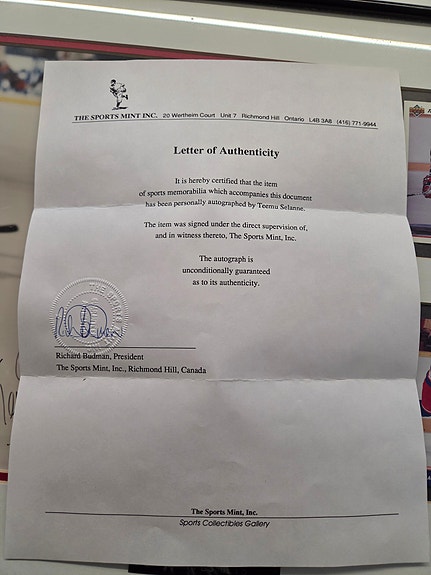 THE SPORTS MINT INC. 20 Wertheim Court Unit 7 Richmond Hill Ontario L4B 3A8 (416) 771-9944
Letter of Authenticity
It is hereby certified that the item
of sports memorabilia which accompanies this document
has been personally autographed by Teemu Selanne.
The item was signed under the direct supervision of,
and in witness thereto, The Sports Mint, Inc.
The autograph is
unconditionally guaranteed
as to its authenticity.
Richard Budman, President
The Sports Mint, Inc., Richmond Hill, Canada
The Sports Mint, Inc.
Sports Collectibles Gallery